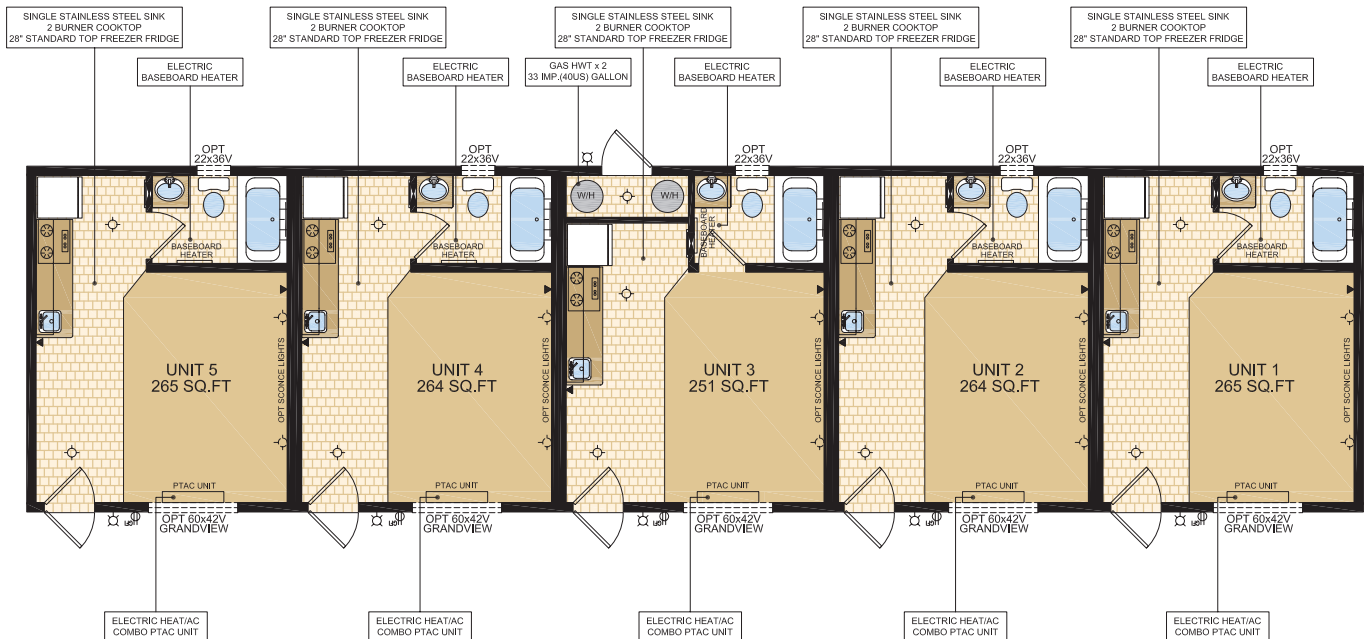 SINGLE STAINLESS STEEL SINK
2 BURNER COOKTOP
28" STANDARD TOP FREEZER FRIDGE
SINGLE STAINLESS STEEL SINK
2 BURNER COOKTOP
28" STANDARD TOP FREEZER FRIDGE
SINGLE STAINLESS STEEL SINK
2 BURNER COOKTOP
28" STANDARD TOP FREEZER FRIDGE
SINGLE STAINLESS STEEL SINK
2 BURNER COOKTOP
28" STANDARD TOP FREEZER FRIDGE
SINGLE STAINLESS STEEL SINK
2 BURNER COOKTOP
28" STANDARD TOP FREEZER FRIDGE
ELECTRIC
BASEBOARD HEATER
ELECTRIC
BASEBOARD HEATER
GAS HWT x 2
33 IMP.(40US) GALLON
ELECTRIC
BASEBOARD HEATER
ELECTRIC
BASEBOARD HEATER
ELECTRIC
BASEBOARD HEATER
OPT
22x36V
OPT
22x36V
OPT
22x36V
OPT
22x36V
OPT
22x36V
W/H
W/H
BASEBOARD
HEATER
BASEBOARD
HEATER
BASEBOARD
HEATER
BASEBOARD
HEATER
BASEBOARD
HEATER
UNIT 5
265 SQ.FT
OPT SCONCE LIGHTS
UNIT 4
264 SQ.FT
OPT SCONCE LIGHTS
UNIT 3
251 SQ.FT
OPT SCONCE LIGHTS
UNIT 2
264 SQ.FT
OPT SCONCE LIGHTS
UNIT 1
265 SQ.FT
OPT SCONCE LIGHTS
PTAC UNIT
PTAC UNIT
PTAC UNIT
PTAC UNIT
PTAC UNIT
OPT 60x42V
GRANDVIEW
OPT 60x42V
GRANDVIEW
OPT 60x42V
GRANDVIEW
OPT 60x42V
GRANDVIEW
OPT 60x42V
GRANDVIEW
ELECTRIC HEAT/AC
COMBO PTAC UNIT
ELECTRIC HEAT/AC
COMBO PTAC UNIT
ELECTRIC HEAT/AC
COMBO PTAC UNIT
ELECTRIC HEAT/AC
COMBO PTAC UNIT
ELECTRIC HEAT/AC
COMBO PTAC UNIT